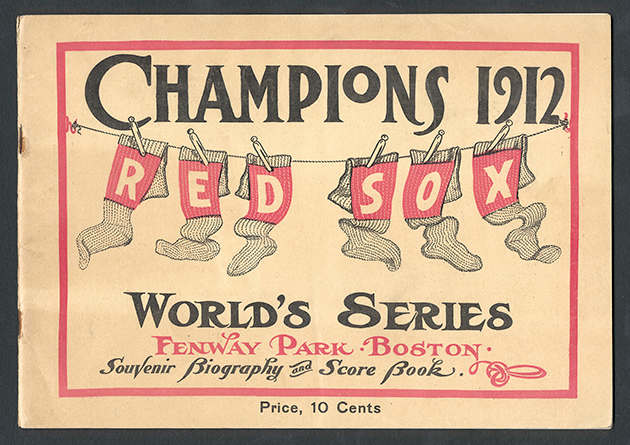 CHAMPIONS 1912
RED SOX
WORLD'S SERIES
FENWAY PARK · BOSTON ·
Souvenir Biography and Score Book.
Price, 10 Cents